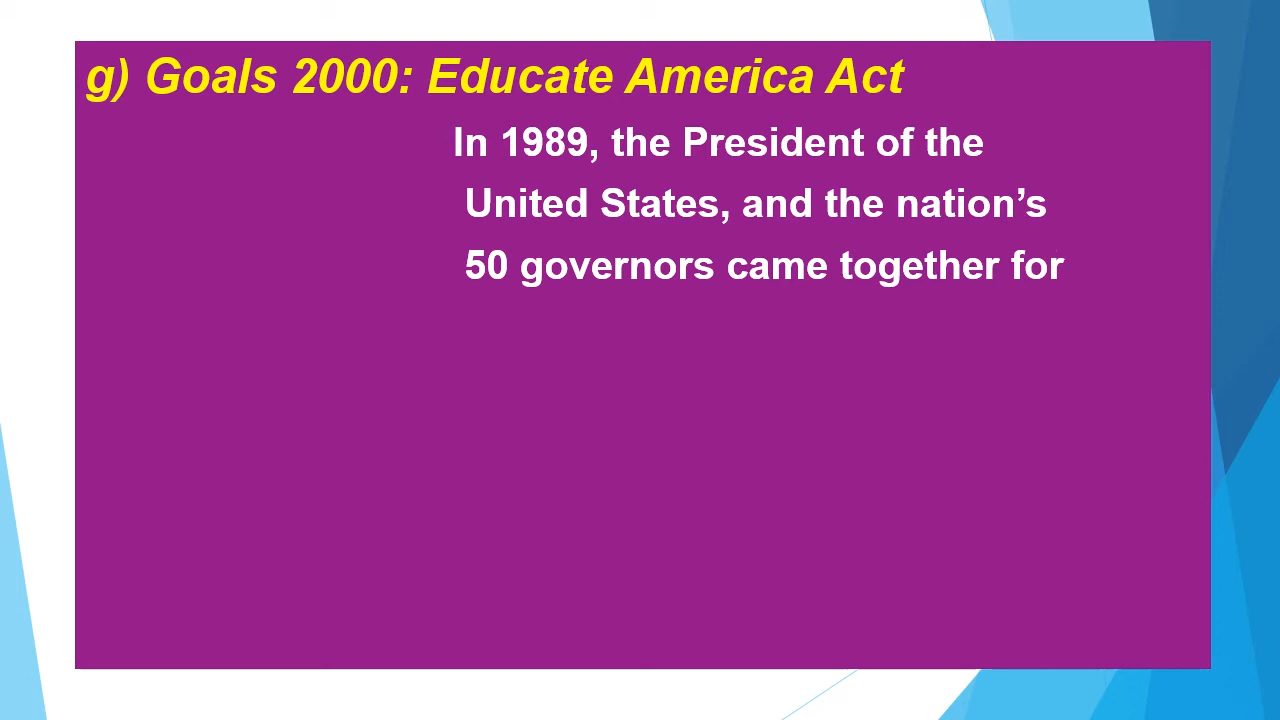 g) Goals 2000: Educate America Act
In 1989, the President of the
United States, and the nation’s
50 governors came together for